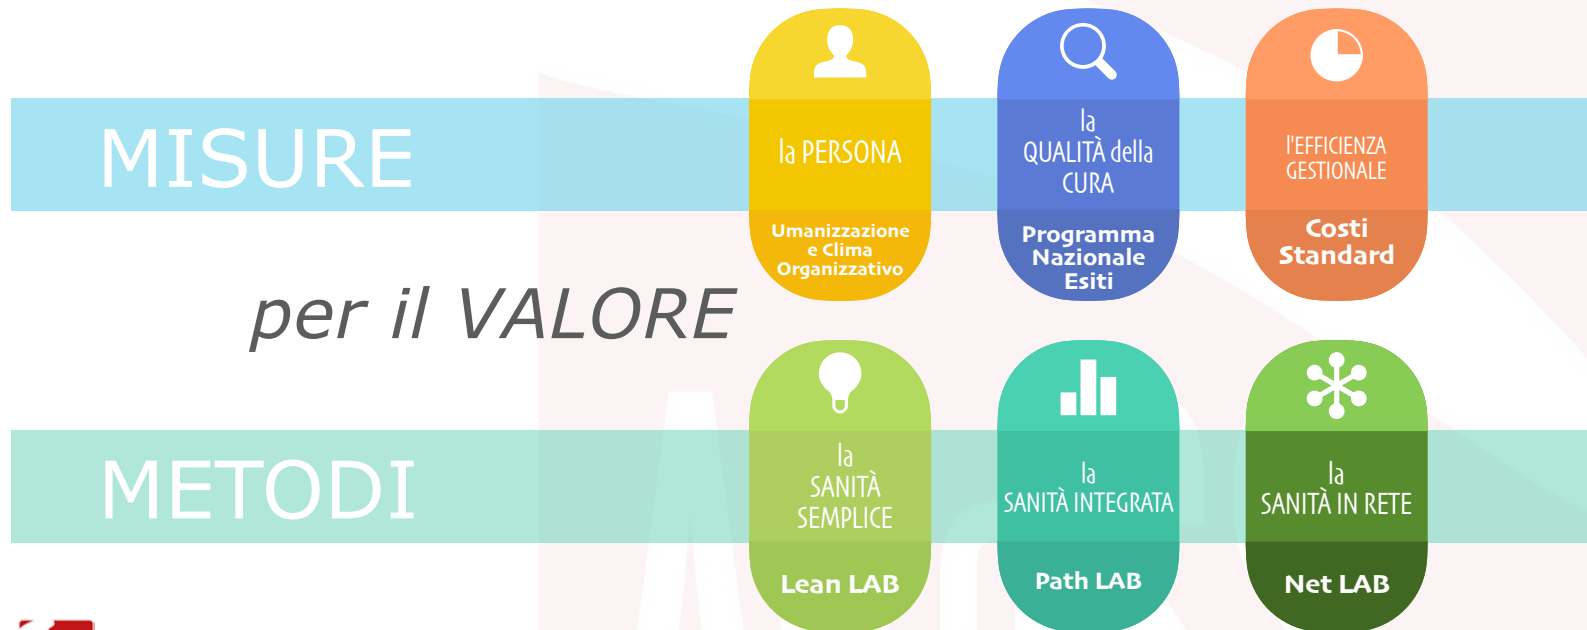 MISURE
la PERSONA
Umanizzazione
e Clima
Organizzativo
la
QUALITÀ della
CURA
Programma
Nazionale
Esiti
l'EFFICIENZA
GESTIONALE
Costi
Standard
per il VALORE
METODI
la
SANITÀ
SEMPLICE
Lean LAB
la
SANITÀ INTEGRATA
Path LAB
la
SANITÀ IN RETE
Net LAB